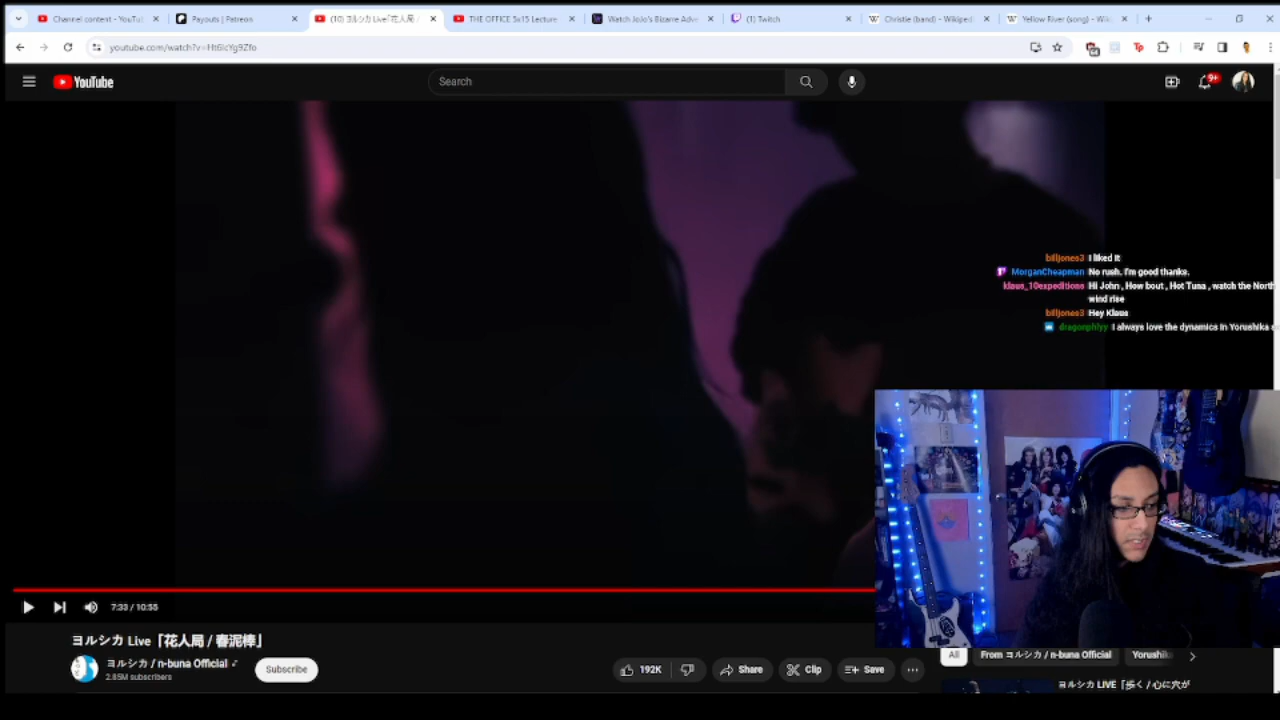 Channel content - YouTub
Payouts | Patreon
(10) ヨルシカ Live「花人局 /
THE OFFICE 5x15 Lecture
Watch JoJo's Bizarre Adve
(1) Twitch
Christie (band) - Wikiped
Yellow River (song) - Wiki
youtube.com/watch?v=Ht6IcYg9Zfo
YouTube
Search
9+
billjones3 I liked it
MorganCheapman No rush. I'm good thanks.
klaus_10expeditions Hi John , How bout , Hot Tuna , watch the North
wind rise
billjones3 Hey Klaus
dragonphlyy I always love the dynamics in Yorushika
7:33 / 10:55
ヨルシカ Live「花人局 / 春泥棒」
ヨルシカ / n-buna Official
2.85M subscribers
Subscribe
192K
Share
Clip
Save
All
From ヨルシカ / n-buna Official
Yorushik
ヨルシカ LIVE「歩く / 心に穴が